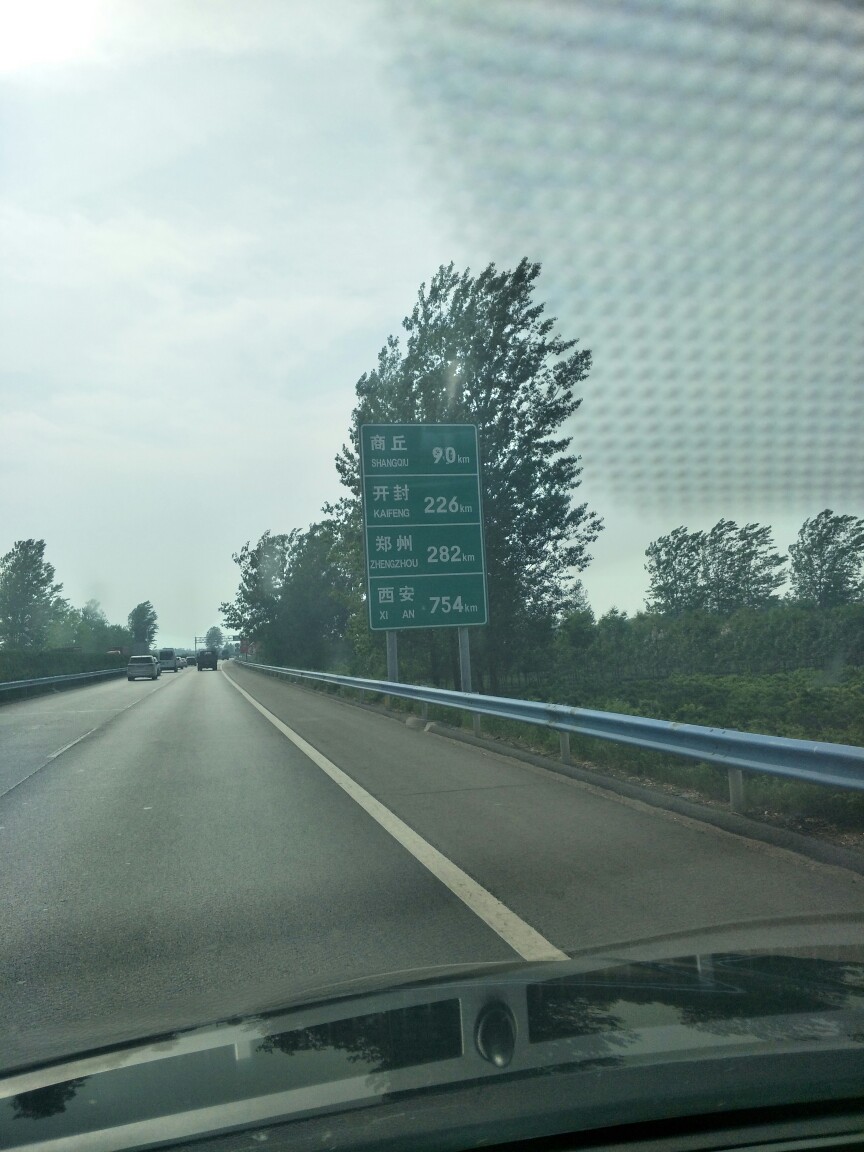 商丘 90km
SHANGQIU
开封 226km
KAIFENG
郑州 282km
ZHENGZHOU
西安 754km
XI AN